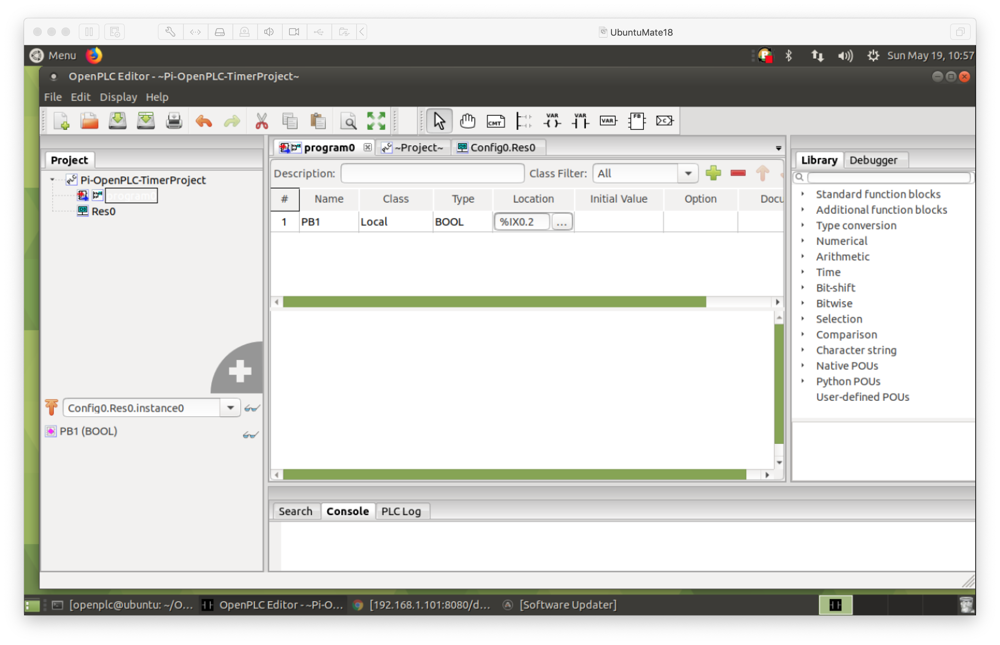 UbuntuMate18
Menu
Sun May 19, 10:57
OpenPLC Editor - ~Pi-OpenPLC-TimerProject~
File Edit Display Help
CMT VAR VAR VAR FB C
Project
Pi-OpenPLC-TimerProject
program0
Res0
Config0.Res0.instance0
PB1 (BOOL)
program0 ~Project~ Config0.Res0
Description: Class Filter: All
# Name Class Type Location Initial Value Option Docu
1 PB1 Local BOOL %IX0.2 ...
Library Debugger
Standard function blocks
Additional function blocks
Type conversion
Numerical
Arithmetic
Time
Bit-shift
Bitwise
Selection
Comparison
Character string
Native POUs
Python POUs
User-defined POUs
Search Console PLC Log
[openplc@ubuntu: ~/O... OpenPLC Editor - ~Pi-O... [192.168.1.101:8080/d... [Software Updater]